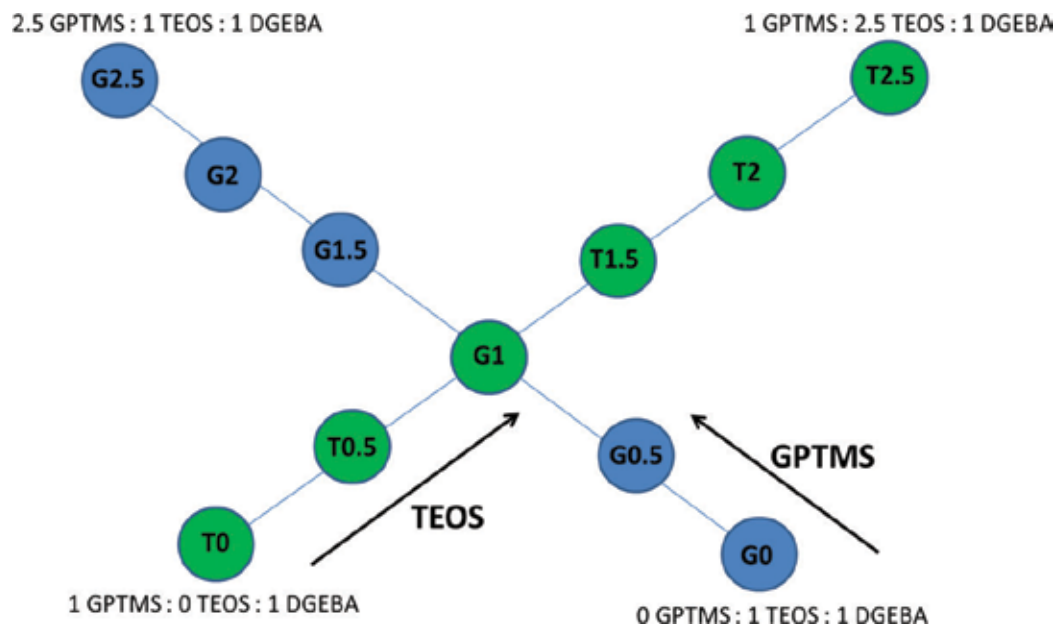 2.5 GPTMS : 1 TEOS : 1 DGEBA
1 GPTMS : 2.5 TEOS : 1 DGEBA
G2.5
T2.5
G2
T2
G1.5
T1.5
G1
T0.5
G0.5
GPTMS
TEOS
T0
G0
1 GPTMS : 0 TEOS : 1 DGEBA
0 GPTMS : 1 TEOS : 1 DGEBA